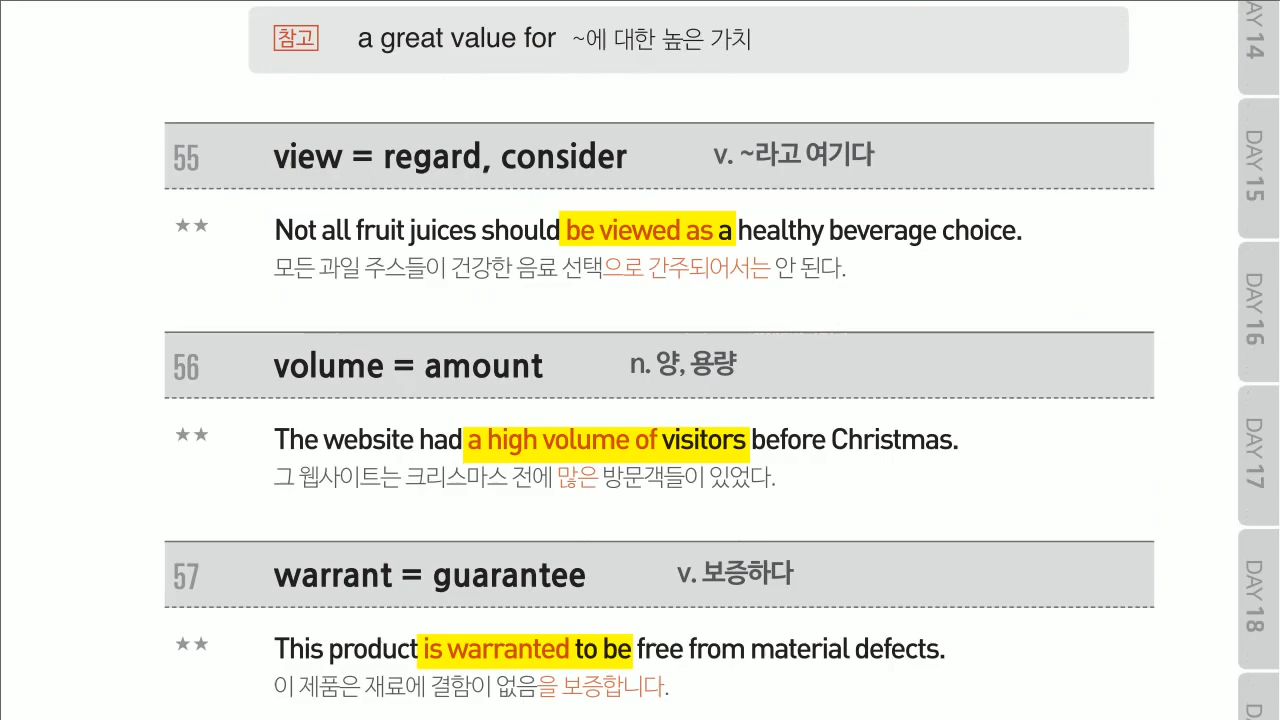 참고 a great value for ~에 대한 높은 가치
55 view = regard, consider v. ~라고 여기다
★★ Not all fruit juices should be viewed as a healthy beverage choice.
모든 과일 주스들이 건강한 음료 선택으로 간주되어서는 안 된다.
56 volume = amount n. 양, 용량
★★ The website had a high volume of visitors before Christmas.
그 웹사이트는 크리스마스 전에 많은 방문객들이 있었다.
57 warrant = guarantee v. 보증하다
★★ This product is warranted to be free from material defects.
이 제품은 재료에 결함이 없음을 보증합니다.
AY 14
DAY 15
DAY 16
DAY 17
DAY 18